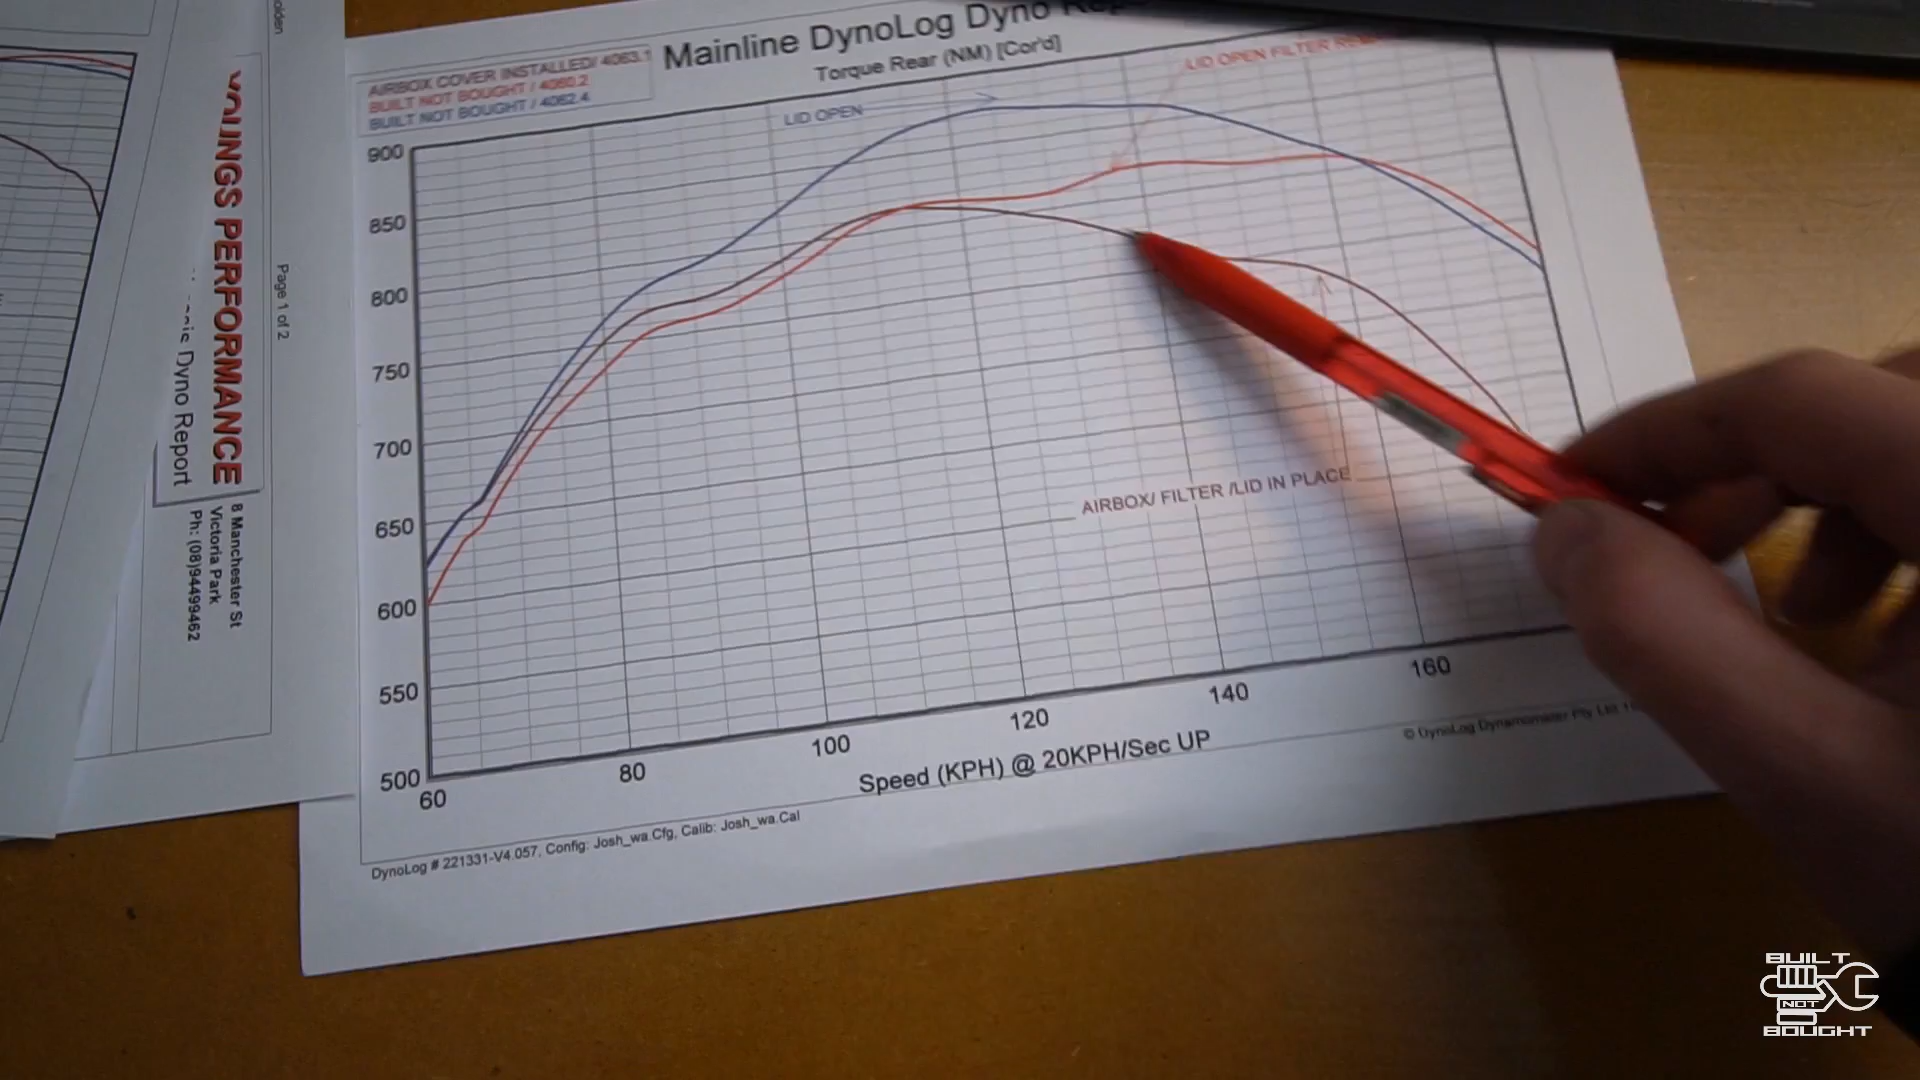 olden
YOUNGS PERFORMANCE
Dyno Report
8 Manchester St
Victoria Park
Ph: (08)94499462
Page 1 of 2
Mainline DynoLog Dyno
Torque Rear (NM) [Cor'd]
AIRBOX COVER INSTALLED/ 4063.1
BUILT NOT BOUGHT / 4060.2
BUILT NOT BOUGHT / 4062.4
LID OPEN
LID OPEN FILTER
900
850
800
750
700
650
600
550
500
AIRBOX/ FILTER /LID IN PLACE
60
80
100
120
140
160
Speed (KPH) @ 20KPH/Sec UP
© DynoLog Dynamometer Pty Ltd
DynoLog # 221331-V4.057, Config: Josh_wa.Cfg, Calib: Josh_wa.Cal
BUILT
NOT
BOUGHT